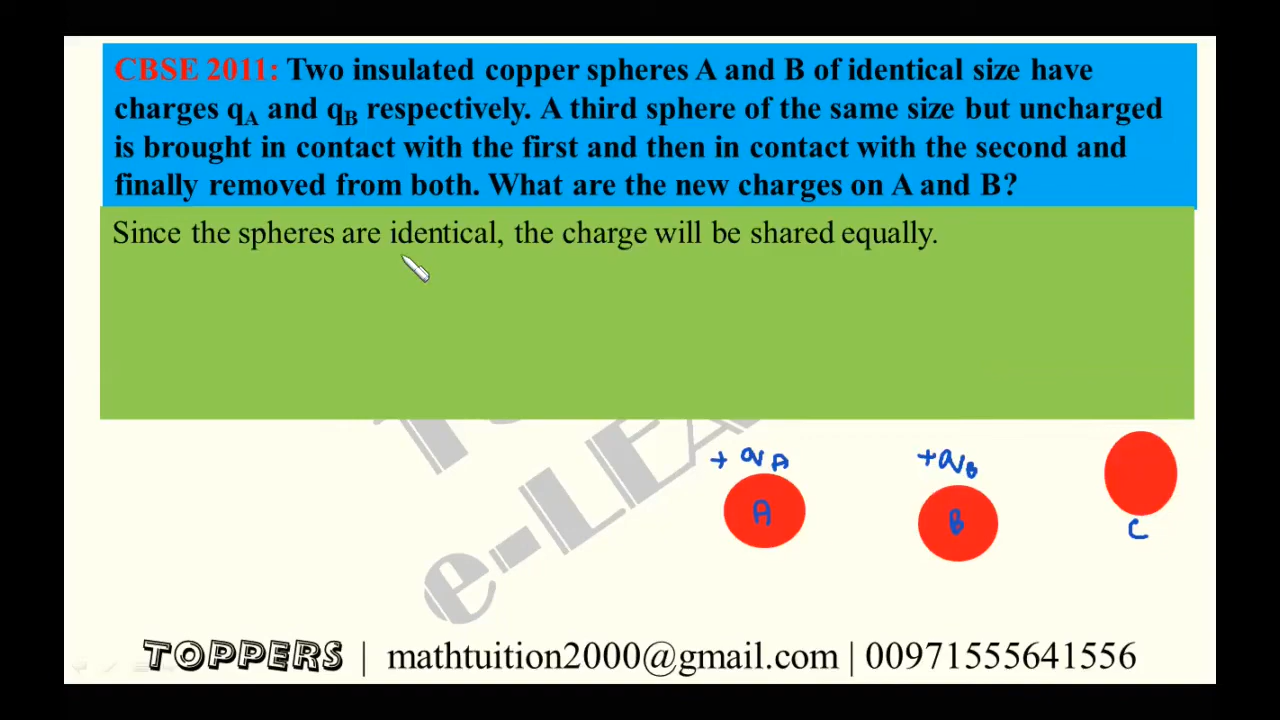 CBSE 2011: Two insulated copper spheres A and B of identical size have
charges qA and qB respectively. A third sphere of the same size but uncharged
is brought in contact with the first and then in contact with the second and
finally removed from both. What are the new charges on A and B?
Since the spheres are identical, the charge will be shared equally.
+ qA
+qB
A
B
C
e-LEA
TOPPERS | mathtuition2000@gmail.com | 00971555641556